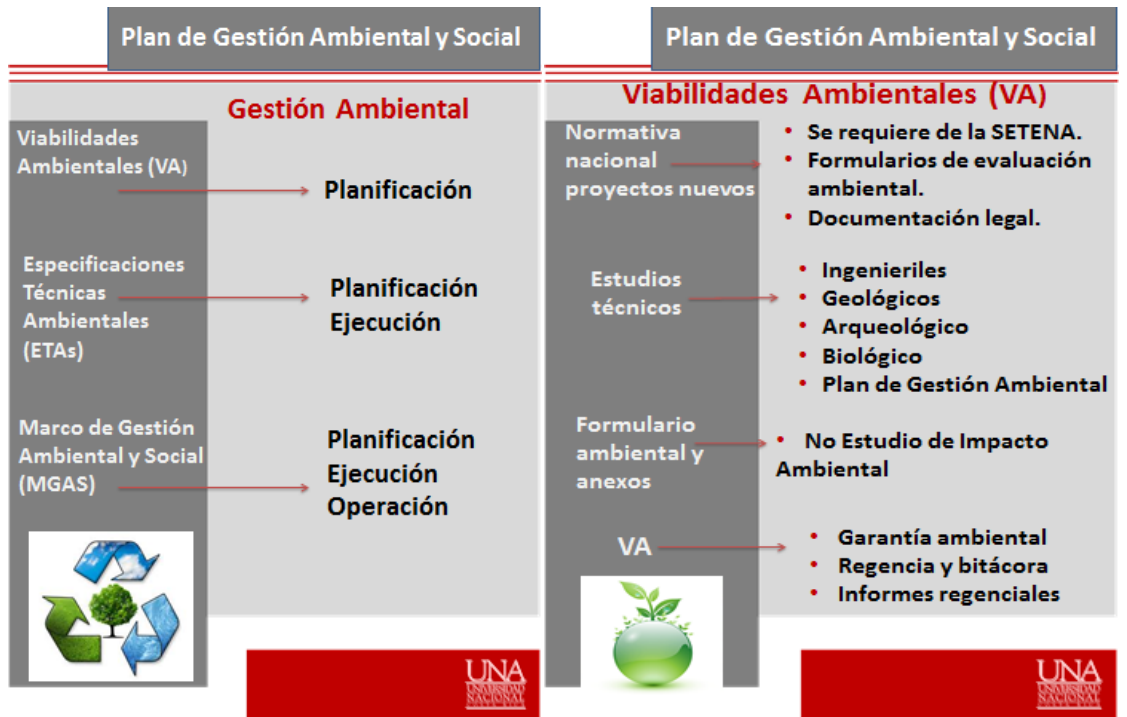 Plan de Gestión Ambiental y Social
Gestión Ambiental
Viabilidades
Ambientales (VA)
Planificación
Especificaciones
Técnicas
Ambientales
(ETAs)
Planificación
Ejecución
Marco de Gestión
Ambiental y Social
(MGAS)
Planificación
Ejecución
Operación
UNA
UNIVERSIDAD
NACIONAL
Plan de Gestión Ambiental y Social
Viabilidades Ambientales (VA)
Normativa
nacional
proyectos nuevos
• Se requiere de la SETENA.
• Formularios de evaluación
ambiental.
• Documentación legal.
Estudios
técnicos
• Ingenieriles
• Geológicos
• Arqueológico
• Biológico
• Plan de Gestión Ambiental
Formulario
ambiental y
anexos
• No Estudio de Impacto
Ambiental
VA
• Garantía ambiental
• Regencia y bitácora
• Informes regenciales
UNA
UNIVERSIDAD
NACIONAL